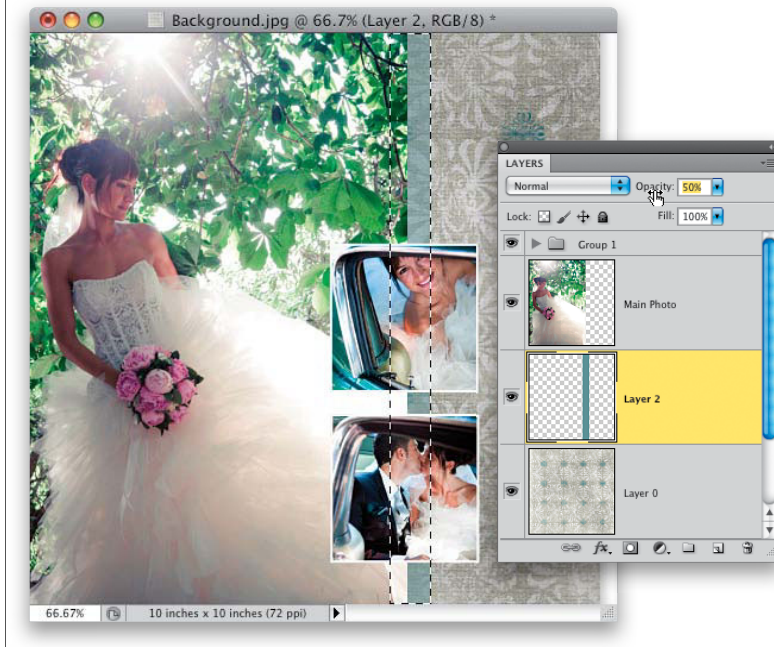 Background.jpg @ 66.7% (Layer 2, RGB/8) *
LAYERS
Normal Opacity: 50%
Lock: Fill: 100%
Group 1
Main Photo
Layer 2
Layer 0
fx.
66.67% 10 inches x 10 inches (72 ppi)